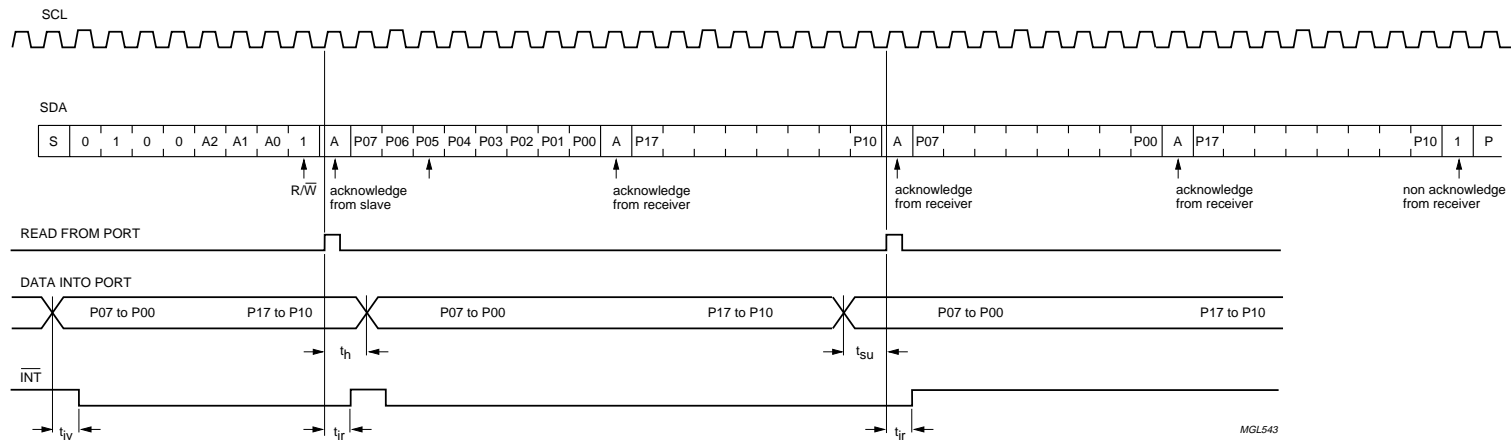 SCL
SDA
S 0 1 0 0 A2 A1 A0 1 A P07 P06 P05 P04 P03 P02 P01 P00 A P17 P10 A P07 P00 A P17 P10 1 P
R/W
acknowledge
from slave
acknowledge
from receiver
acknowledge
from receiver
acknowledge
from receiver
non acknowledge
from receiver
READ FROM PORT
DATA INTO PORT
P07 to P00 P17 to P10 P07 to P00 P17 to P10 P07 to P00 P17 to P10
th tsu
INT
tiv tir tir
MGL543